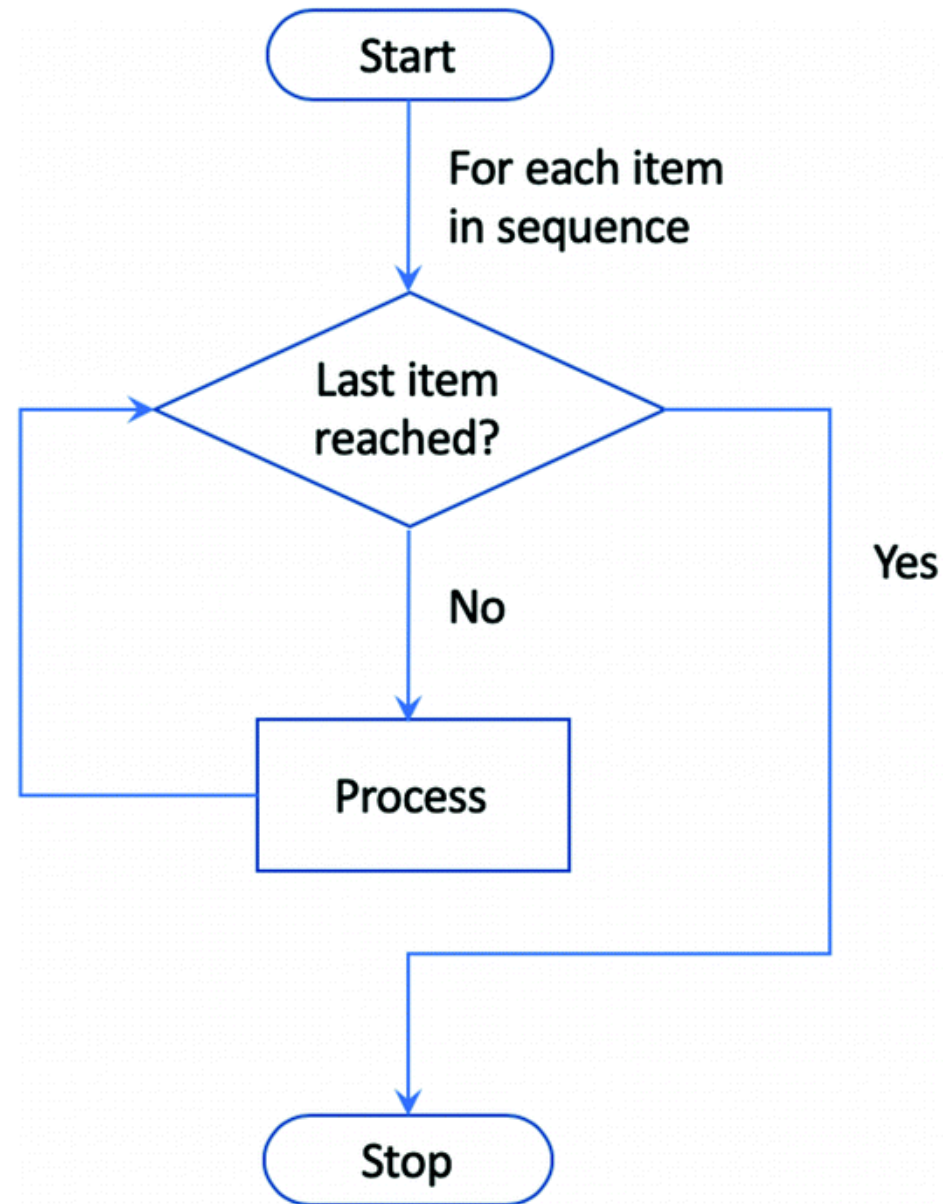 Start
For each item
in sequence
Last item
reached?
Yes
No
Process
Stop